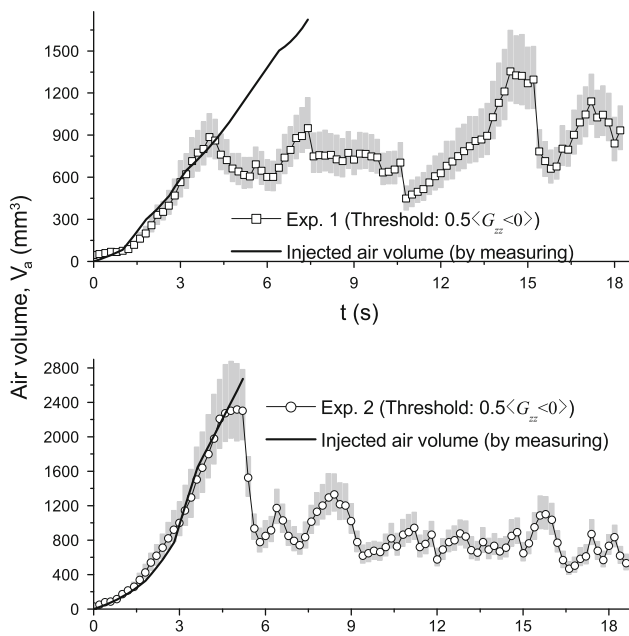 Air volume, Vₐ (mm³)
1500
1200
900
600
300
0
Exp. 1 (Threshold: 0.5<G_zz<0>)
Injected air volume (by measuring)
0 3 6 9 12 15 18
t (s)
2800
2400
2000
1600
1200
800
400
0
Exp. 2 (Threshold: 0.5<G_zz<0>)
Injected air volume (by measuring)
0 3 6 9 12 15 18